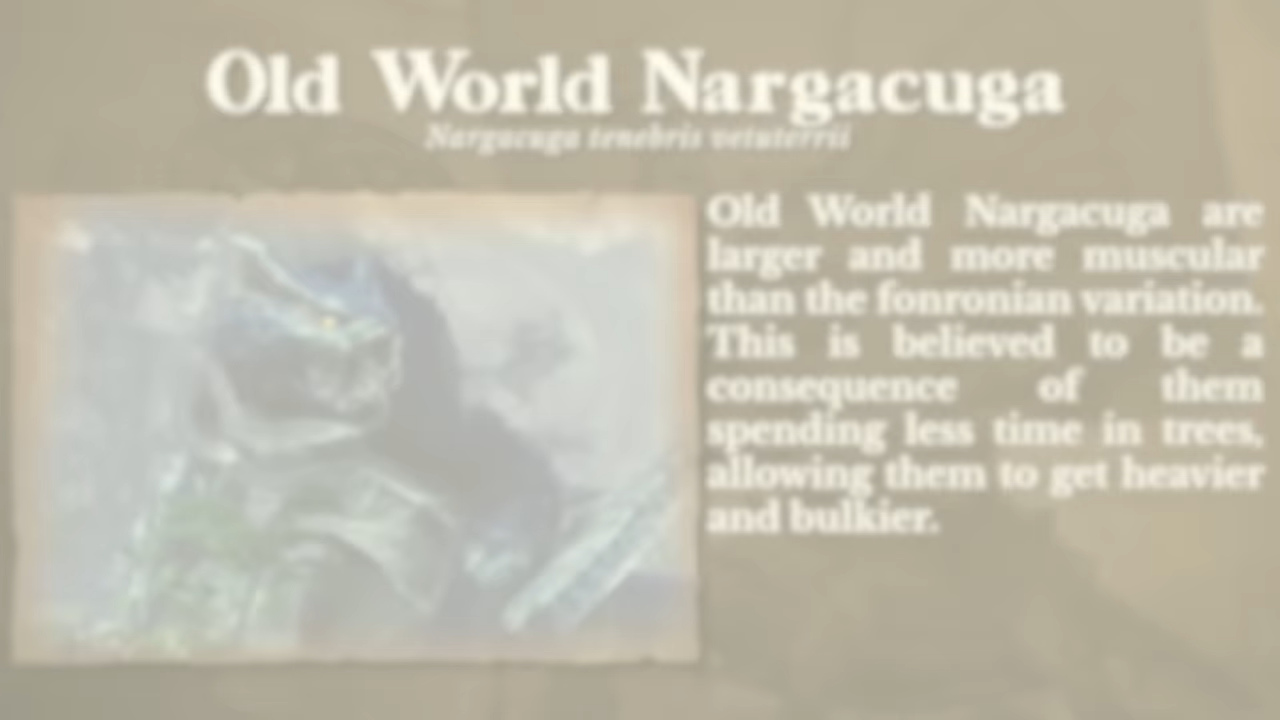 Old World Nargacuga
Nargacuga tenebris vetuterrii
Old World Nargacuga are
larger and more muscular
than the fonronian variation.
This is believed to be a
consequence of them
spending less time in trees,
allowing them to get heavier
and bulkier.